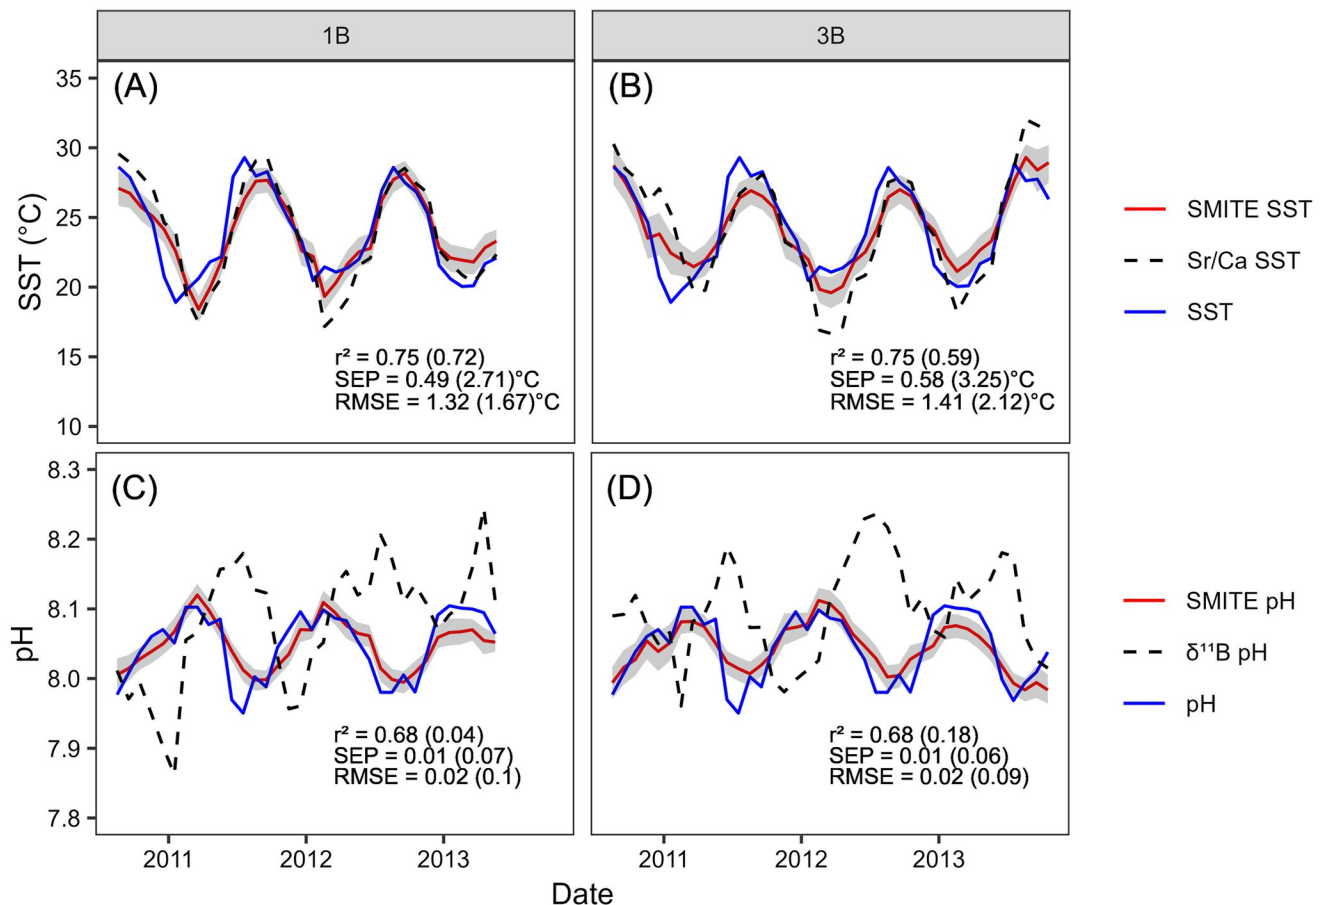 1B
3B
(A)
(B)
35
30
25
20
15
10
SST (°C)
r² = 0.75 (0.72)
SEP = 0.49 (2.71)°C
RMSE = 1.32 (1.67)°C
r² = 0.75 (0.59)
SEP = 0.58 (3.25)°C
RMSE = 1.41 (2.12)°C
SMITE SST
Sr/Ca SST
SST
(C)
(D)
8.3
8.2
8.1
8.0
7.9
7.8
pH
r² = 0.68 (0.04)
SEP = 0.01 (0.07)
RMSE = 0.02 (0.1)
r² = 0.68 (0.18)
SEP = 0.01 (0.06)
RMSE = 0.02 (0.09)
SMITE pH
δ¹¹B pH
pH
2011
2012
2013
2011
2012
2013
Date